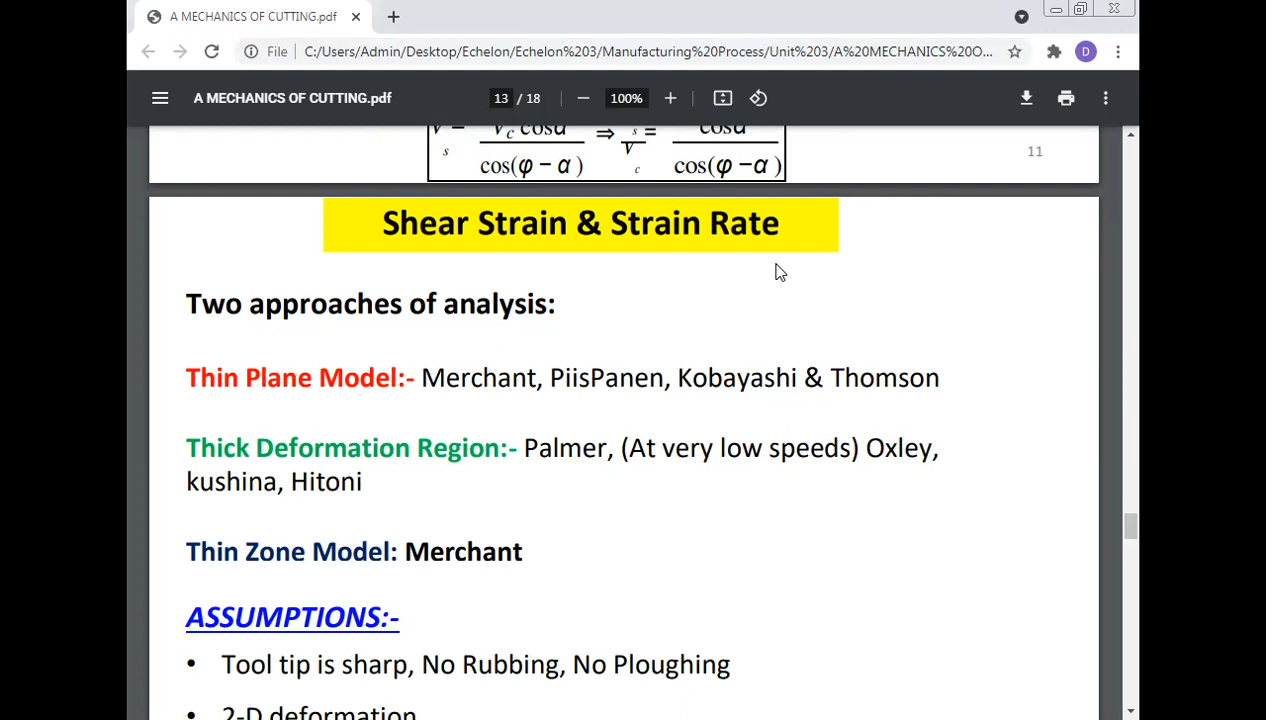 A MECHANICS OF CUTTING.pdf
File C:/Users/Admin/Desktop/Echelon/Echelon%203/Manufacturing%20Process/Unit%203/A%20MECHANICS%20O...
D
A MECHANICS OF CUTTING.pdf 13 / 18 100%
V = V c cosα ⇒ s = cosα
s cos(φ − α ) V c cos(φ −α )
11
Shear Strain & Strain Rate
Two approaches of analysis:
Thin Plane Model:- Merchant, PiisPanen, Kobayashi & Thomson
Thick Deformation Region:- Palmer, (At very low speeds) Oxley,
kushina, Hitoni
Thin Zone Model: Merchant
ASSUMPTIONS:-
• Tool tip is sharp, No Rubbing, No Ploughing
• 2-D deformation